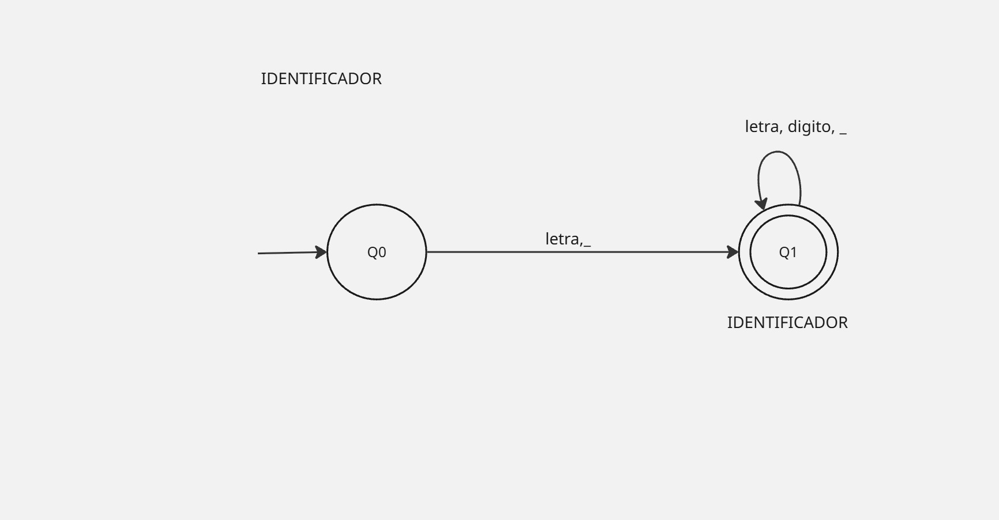 IDENTIFICADOR
letra, digito, _
letra,_
Q0
Q1
IDENTIFICADOR